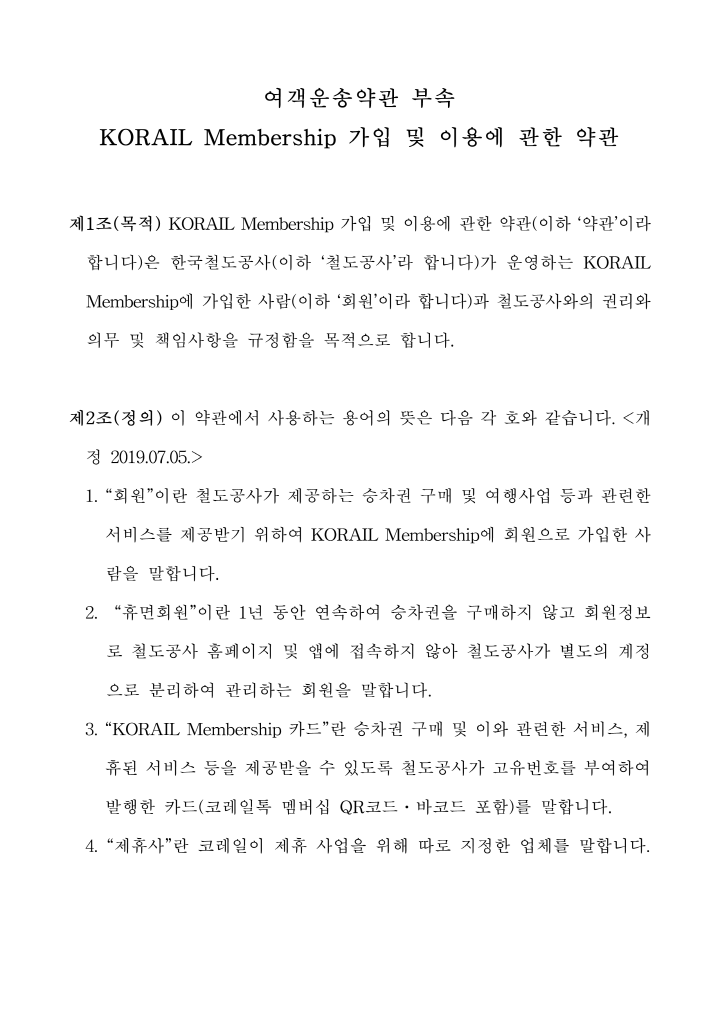 여객운송약관 부속
KORAIL Membership 가입 및 이용에 관한 약관
제1조(목적) KORAIL Membership 가입 및 이용에 관한 약관(이하 ‘약관’이라
합니다)은 한국철도공사(이하 ‘철도공사’라 합니다)가 운영하는 KORAIL
Membership에 가입한 사람(이하 ‘회원’이라 합니다)과 철도공사와의 권리와
의무 및 책임사항을 규정함을 목적으로 합니다.
제2조(정의) 이 약관에서 사용하는 용어의 뜻은 다음 각 호와 같습니다. <개
정 2019.07.05.>
1. “회원”이란 철도공사가 제공하는 승차권 구매 및 여행사업 등과 관련한
서비스를 제공받기 위하여 KORAIL Membership에 회원으로 가입한 사
람을 말합니다.
2. “휴면회원”이란 1년 동안 연속하여 승차권을 구매하지 않고 회원정보
로 철도공사 홈페이지 및 앱에 접속하지 않아 철도공사가 별도의 계정
으로 분리하여 관리하는 회원을 말합니다.
3. “KORAIL Membership 카드”란 승차권 구매 및 이와 관련한 서비스, 제
휴된 서비스 등을 제공받을 수 있도록 철도공사가 고유번호를 부여하여
발행한 카드(코레일톡 멤버십 QR코드·바코드 포함)를 말합니다.
4. “제휴사”란 코레일이 제휴 사업을 위해 따로 지정한 업체를 말합니다.